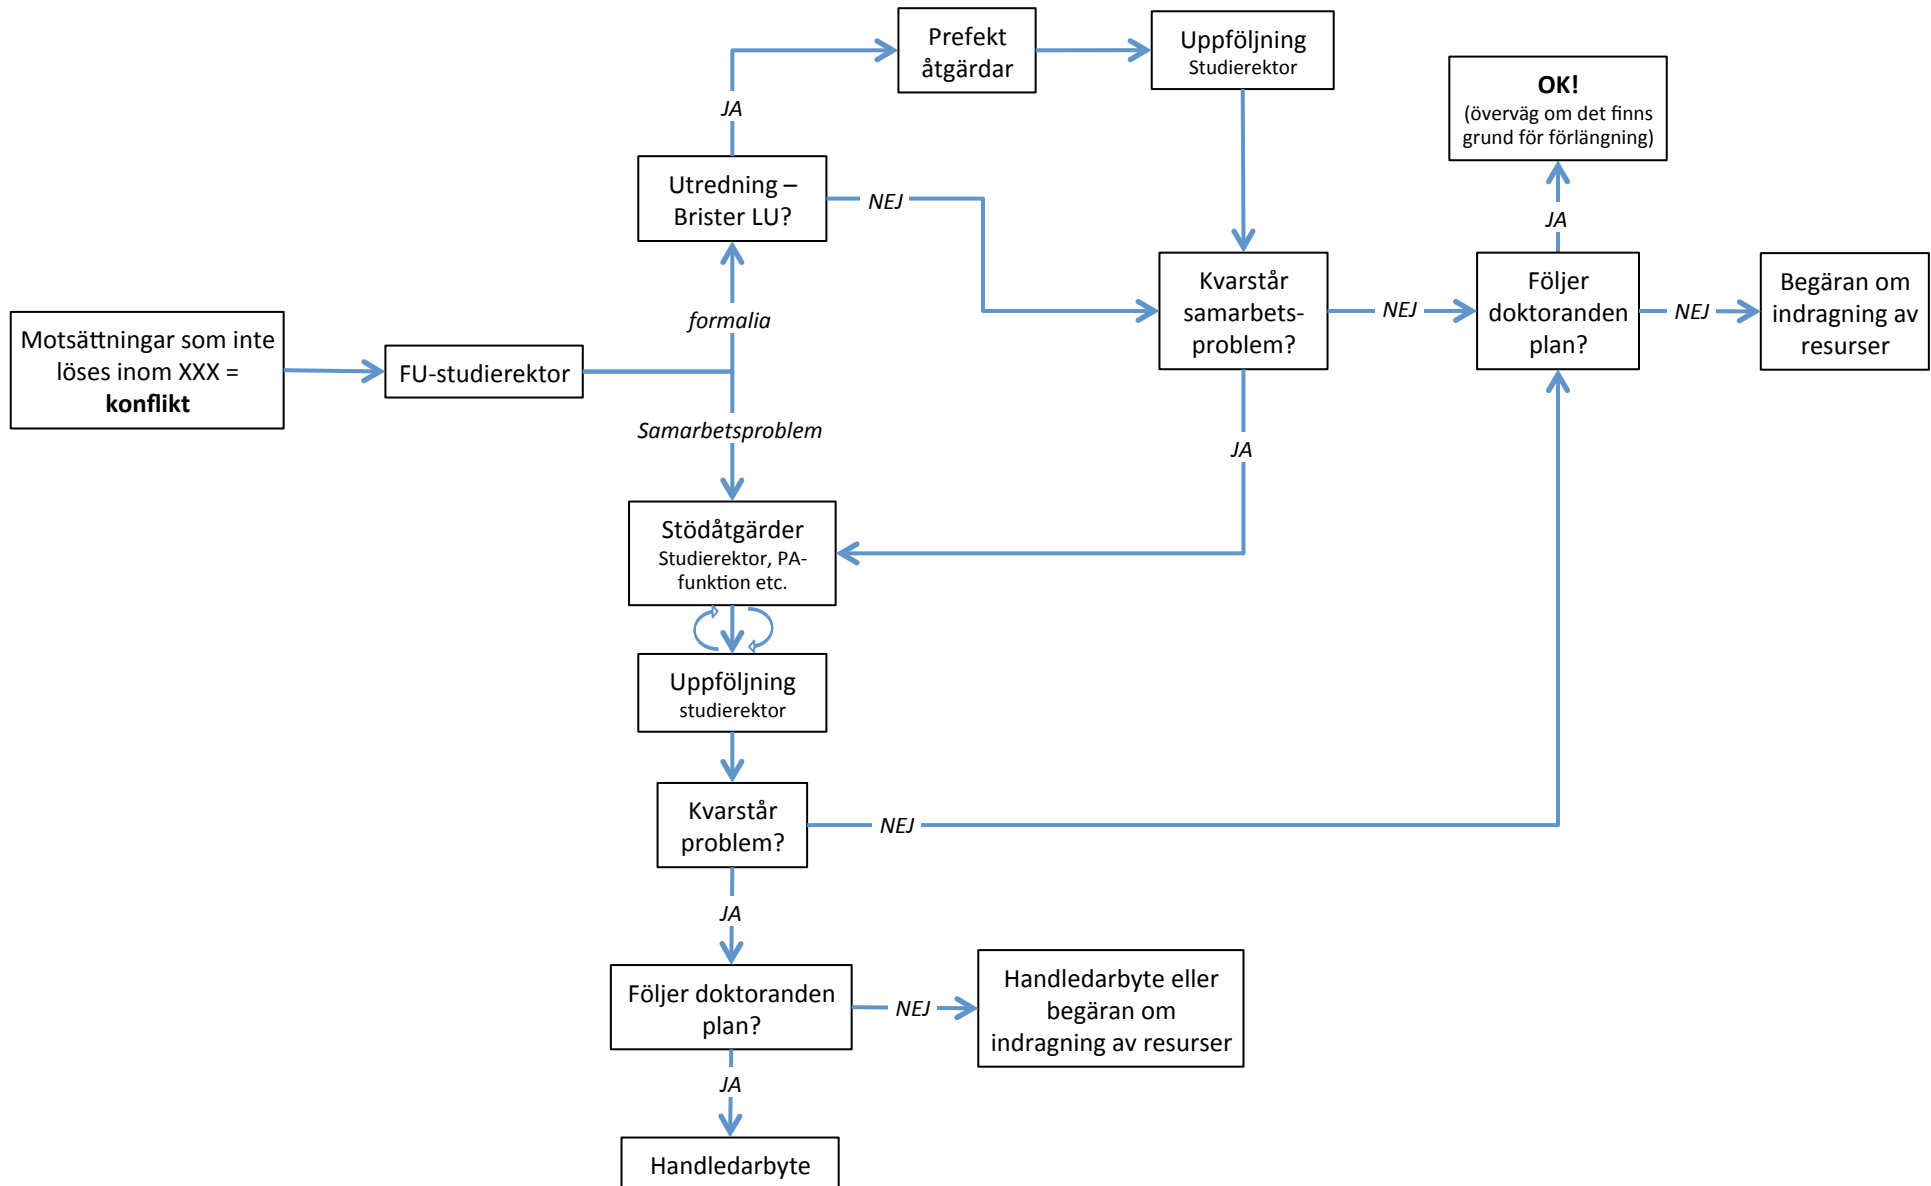 Prefekt
åtgärdar
Uppföljning
Studierektor
OK!
(överväg om det finns
grund för förlängning)
JA
Utredning –
Brister LU?
NEJ
JA
Kvarstår
samarbets-
problem?
NEJ
Följer
doktoranden
plan?
NEJ
Begäran om
indragning av
resurser
formalia
Motsättningar som inte
löses inom XXX =
konflikt
FU-studierektor
Samarbetsproblem
JA
Stödåtgärder
Studierektor, PA-
funktion etc.
Uppföljning
studierektor
Kvarstår
problem?
NEJ
JA
Följer doktoranden
plan?
NEJ
Handledarbyte eller
begäran om
indragning av resurser
JA
Handledarbyte